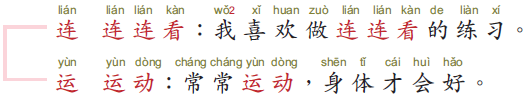 lián lián lián kàn wǒ2 xǐ huan zuò lián lián kàn de liàn xí
连 连连看：我喜欢做连连看的练习。
yùn yùn dòng cháng cháng yùn dòng shēn tǐ cái huì hǎo
运 运动：常常运动，身体才会好。